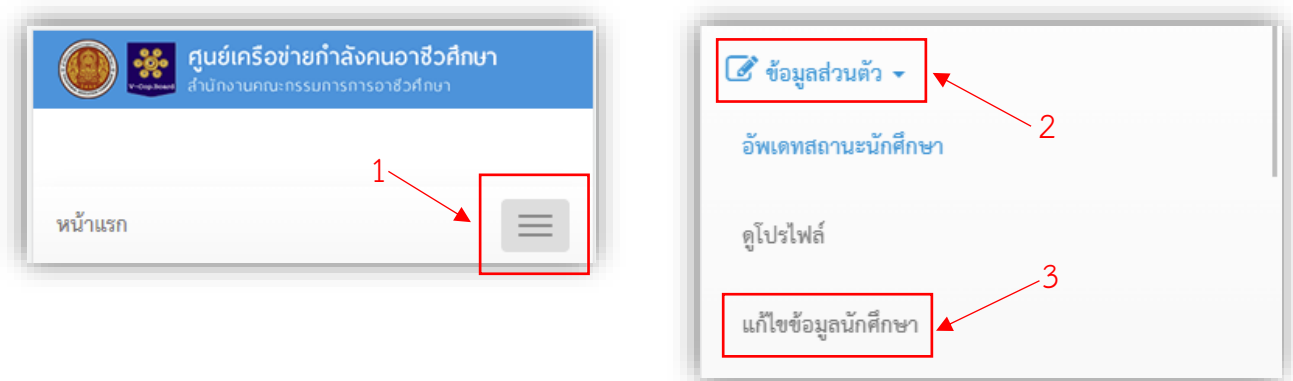 ศูนย์เครือข่ายกำลังคนอาชีวศึกษา
V-Cop.Board
สำนักงานคณะกรรมการการอาชีวศึกษา
1
หน้าแรก
ข้อมูลส่วนตัว
2
อัพเดทสถานะนักศึกษา
ดูโปรไฟล์
3
แก้ไขข้อมูลนักศึกษา